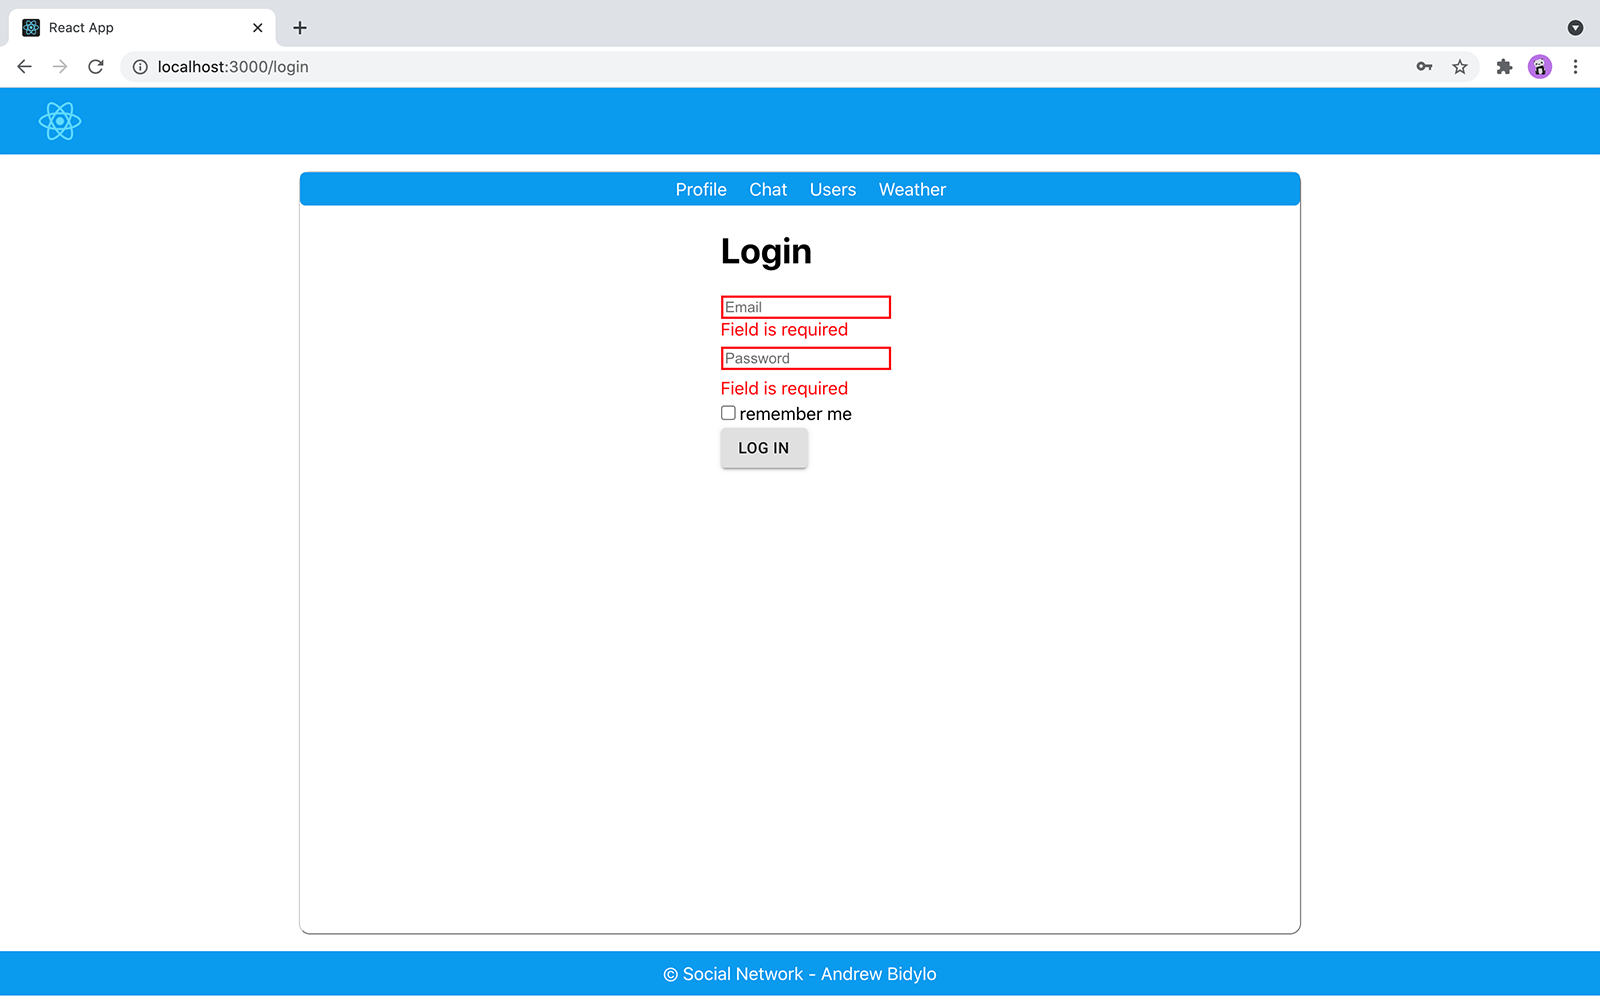 React App
localhost:3000/login
Profile Chat Users Weather
Login
Email
Field is required
Password
Field is required
remember me
LOG IN
© Social Network - Andrew Bidylo